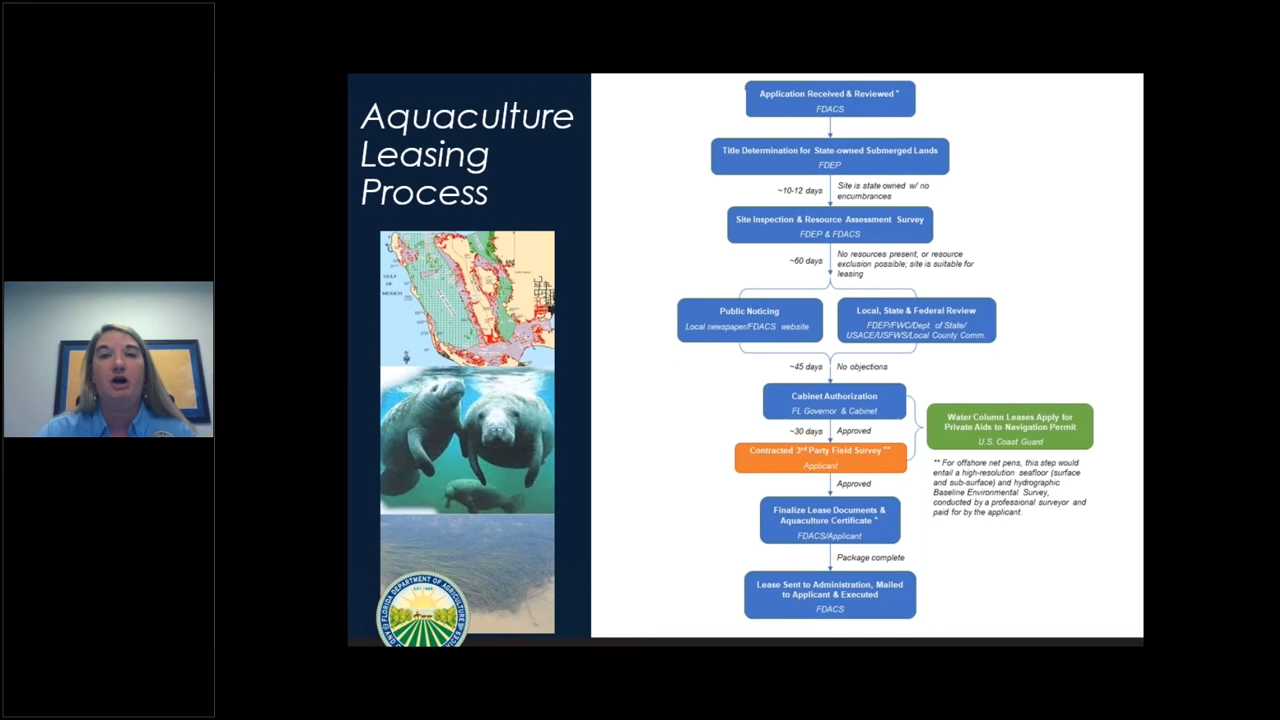 Aquaculture
Leasing
Process
GULF
OF
MEXICO
FLORIDA DEPARTMENT OF AGRICULTURE
Application Received & Reviewed *
FDACS
Title Determination for State-owned Submerged Lands
FDEP
~10-12 days
Site is state owned w/ no
encumbrances
Site Inspection & Resource Assessment Survey
FDEP & FDACS
~60 days
No resources present, or resource
exclusion possible; site is suitable for
leasing
Public Noticing
Local newspaper/FDACS website
Local, State & Federal Review
FDEP/FWC/Dept. of State/
USACE/USFWS/Local County Comm.
~45 days
No objections
Cabinet Authorization
FL Governor & Cabinet
~30 days
Approved
Water Column Leases Apply for
Private Aids to Navigation Permit
U.S. Coast Guard
Contracted 3rd Party Field Survey **
Applicant
Approved
** For offshore net pens, this step would
entail a high-resolution seafloor (surface
and sub-surface) and hydrographic
Baseline Environmental Survey,
conducted by a professional surveyor and
paid for by the applicant.
Finalize Lease Documents &
Aquaculture Certificate *
FDACS/Applicant
Package complete
Lease Sent to Administration, Mailed
to Applicant & Executed
FDACS